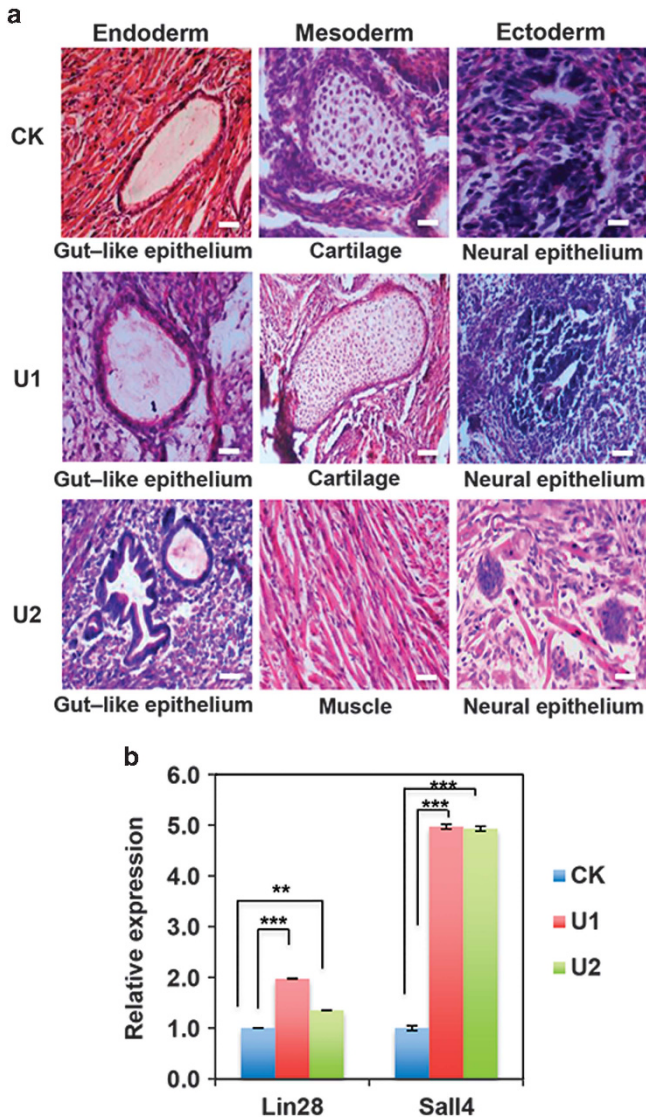 a
Endoderm Mesoderm Ectoderm
CK
Gut–like epithelium Cartilage Neural epithelium
U1
Gut–like epithelium Cartilage Neural epithelium
U2
Gut–like epithelium Muscle Neural epithelium
b
6.0
5.0
4.0
3.0
2.0
1.0
0.0
Relative expression
**
***
***
***
Lin28 Sall4
CK
U1
U2